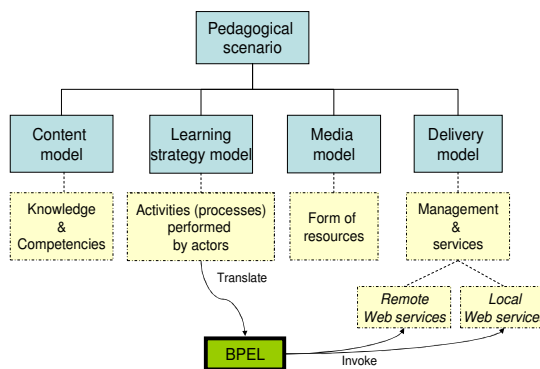 Pedagogical
scenario
Content
model
Learning
strategy model
Media
model
Delivery
model
Knowledge
&
Competencies
Activities (processes)
performed
by actors
Form of
resources
Management
&
services
Translate
Remote
Web services
Local
Web service
BPEL
Invoke